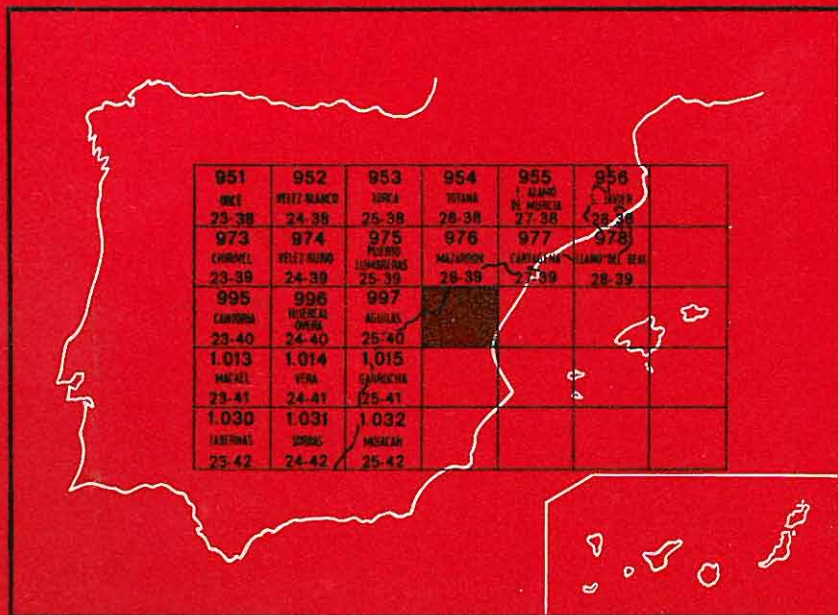 951 952 953 954 955 956
ORCE VELEZ-BLANCO LORCA TOTANA F. ALAMO DE MURCIA S. JAVIER
23-38 24-38 25-38 26-38 27-38 28-38
973 974 975 976 977 978
CHIRIVEL VELEZ-RUBIO PUERTO LUMBRERAS MAZARRON CARTAGENA LLANO DEL BEAL
23-39 24-39 25-39 26-39 27-39 28-39
995 996 997
CANTORIA HUERCAL OVERA AGUILAS
23-40 24-40 25-40
1.013 1.014 1.015
MACAEL VERA GARRUCHA
23-41 24-41 25-41
1.030 1.031 1.032
TABERNAS SORBAS MOJACAR
23-42 24-42 25-42